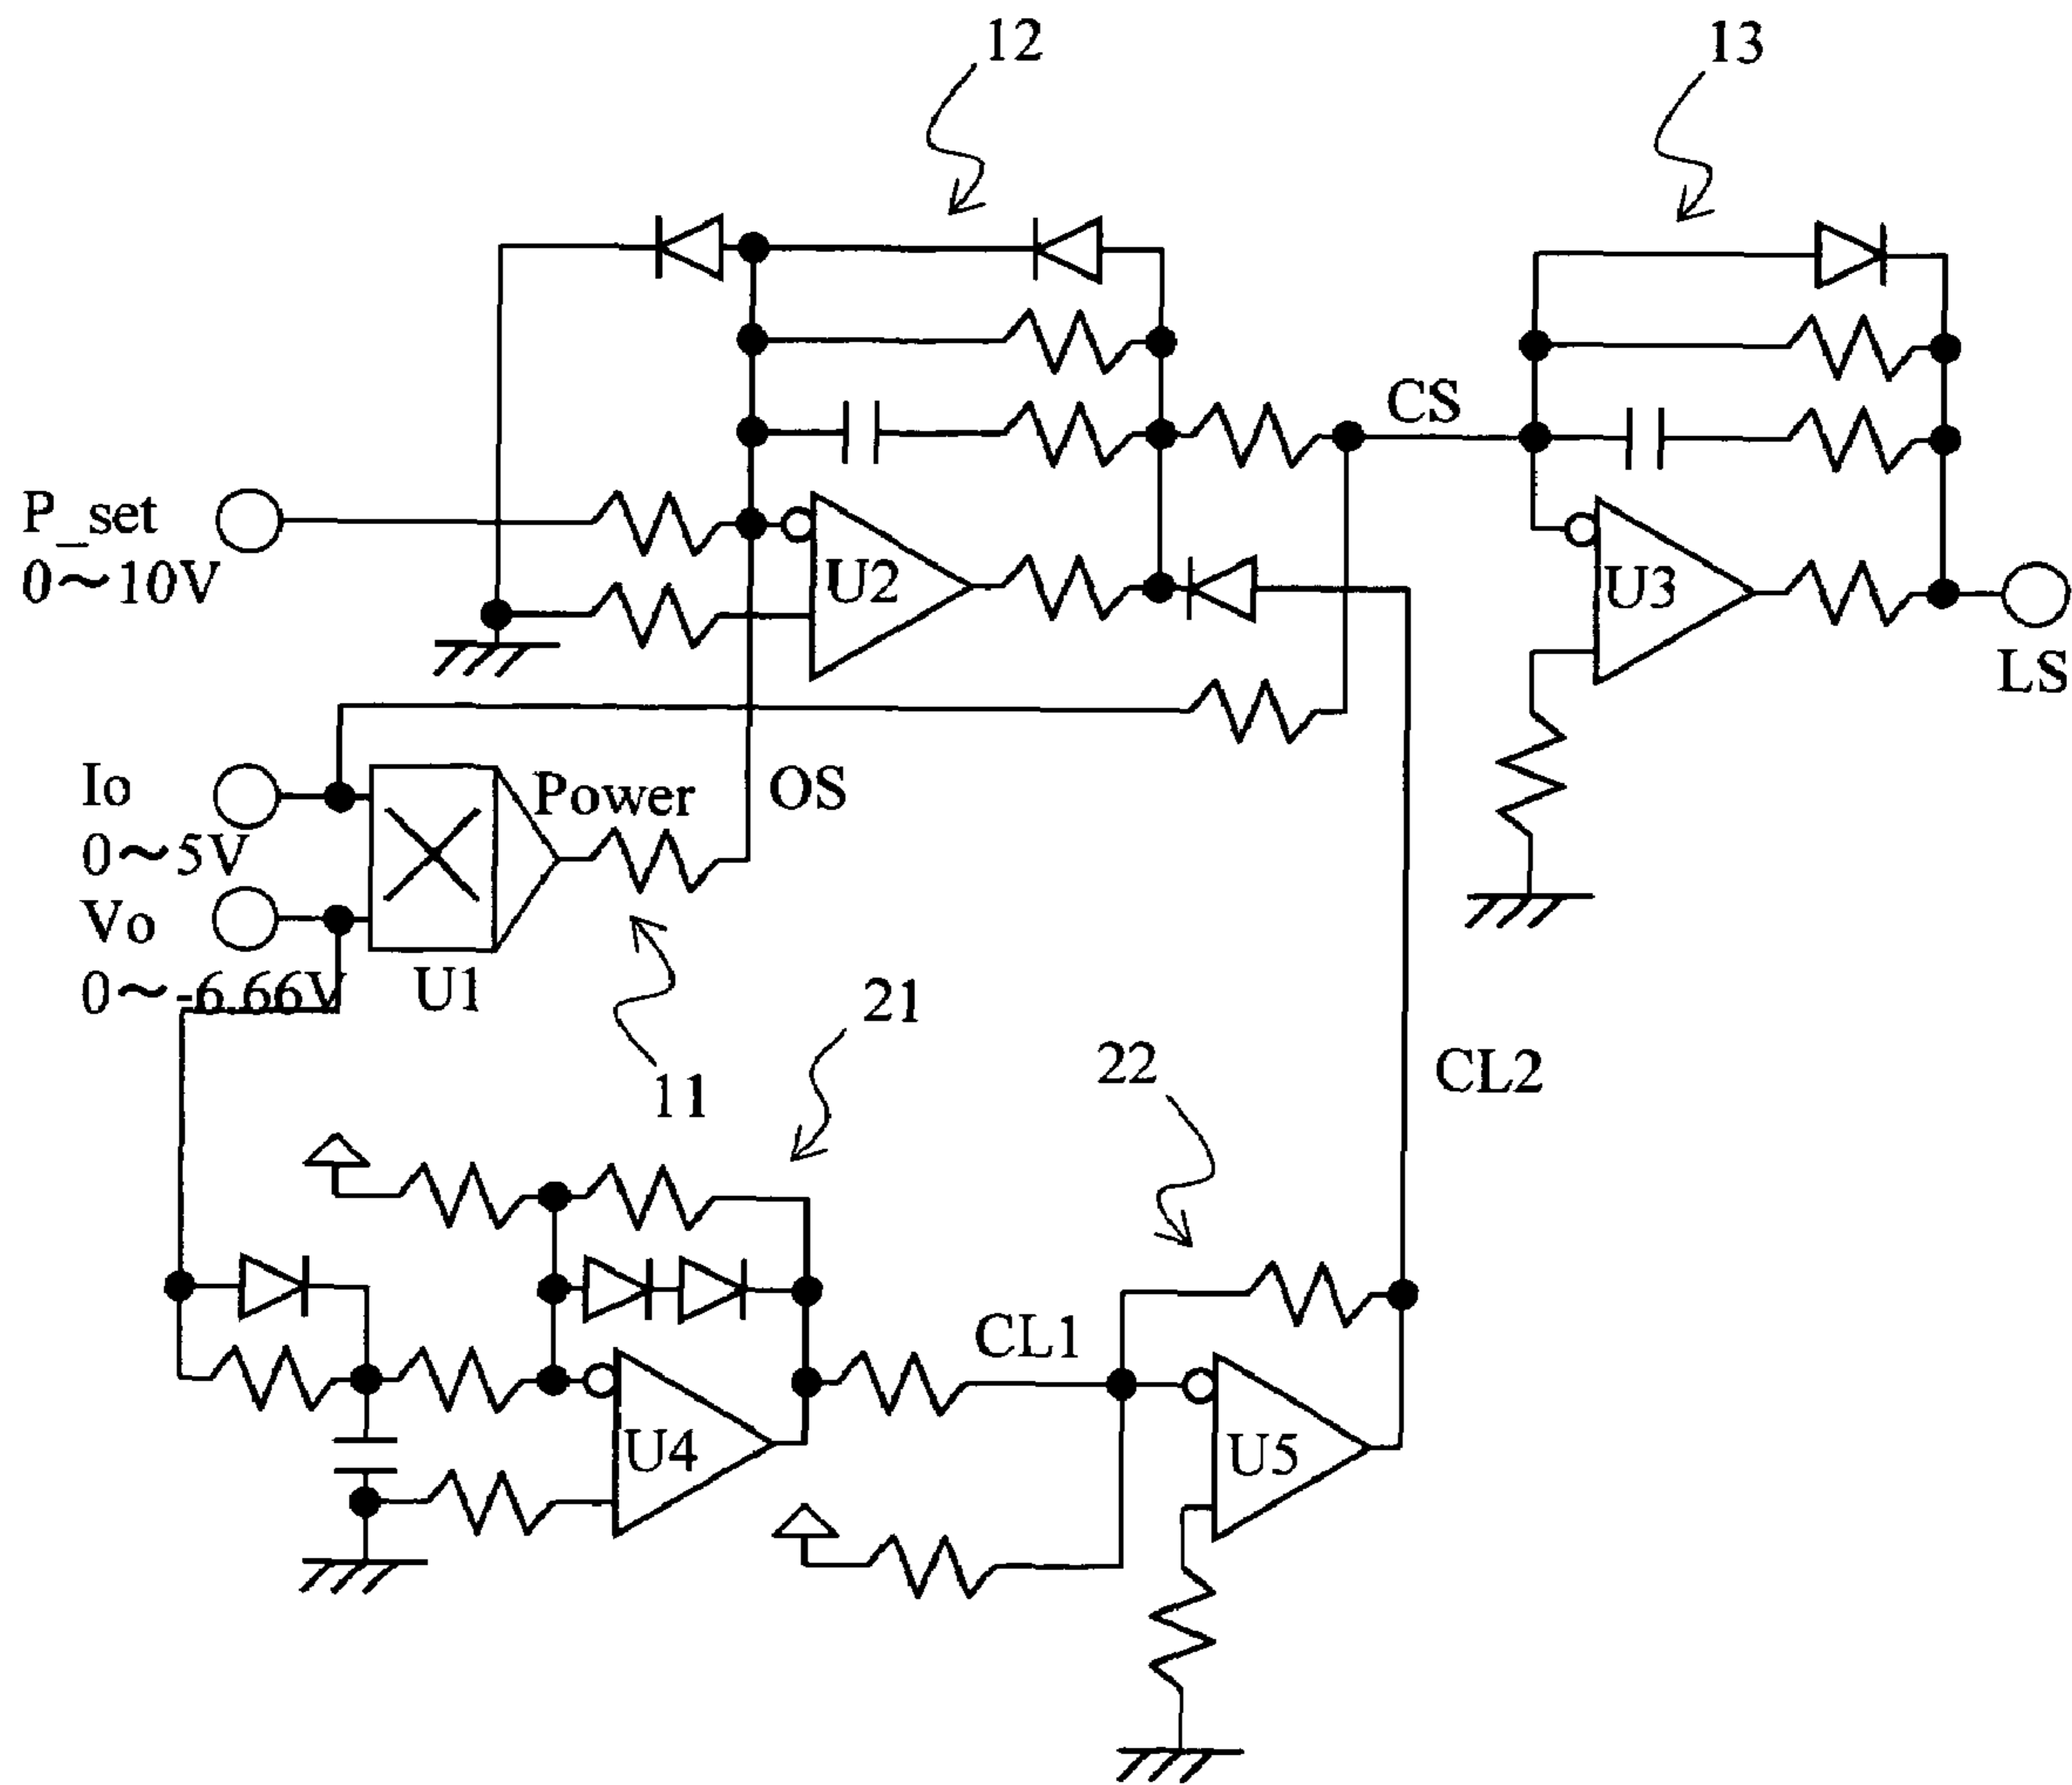 12
13
CS
P_set
0～10V
U2
U3
LS
Io
0～5V
Power
OS
Vo
0～-6.66V
U1
21
11
22
CL2
CL1
U4
U5